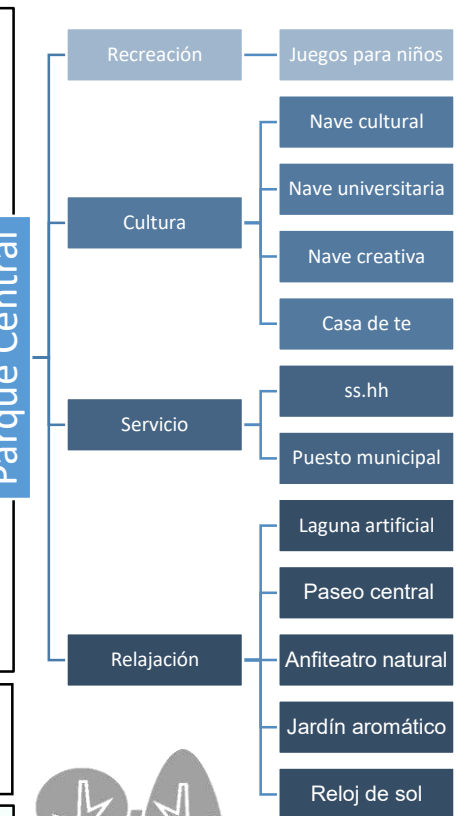 Parque Central
Recreación
Juegos para niños
Cultura
Nave cultural
Nave universitaria
Nave creativa
Casa de te
Servicio
ss.hh
Puesto municipal
Relajación
Laguna artificial
Paseo central
Anfiteatro natural
Jardín aromático
Reloj de sol